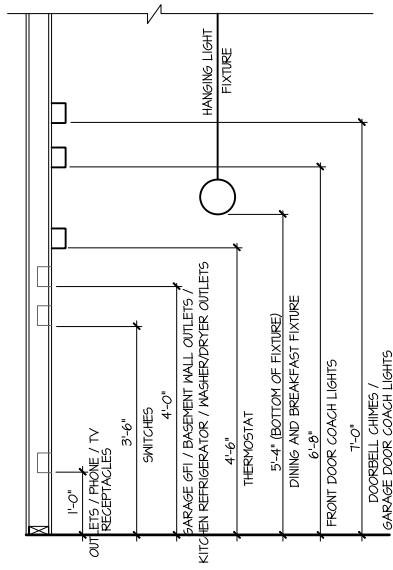 HANGING LIGHT
FIXTURE
1'-0"
OUTLETS / PHONE / TV
RECEPTACLES
3'-6"
SWITCHES
4'-0"
GARAGE GFI / BASEMENT WALL OUTLETS /
KITCHEN REFRIGERATOR / WASHER/DRYER OUTLETS
4'-6"
THERMOSTAT
5'-4" (BOTTOM OF FIXTURE)
DINING AND BREAKFAST FIXTURE
6'-8"
FRONT DOOR COACH LIGHTS
7'-0"
DOORBELL CHIMES /
GARAGE DOOR COACH LIGHTS